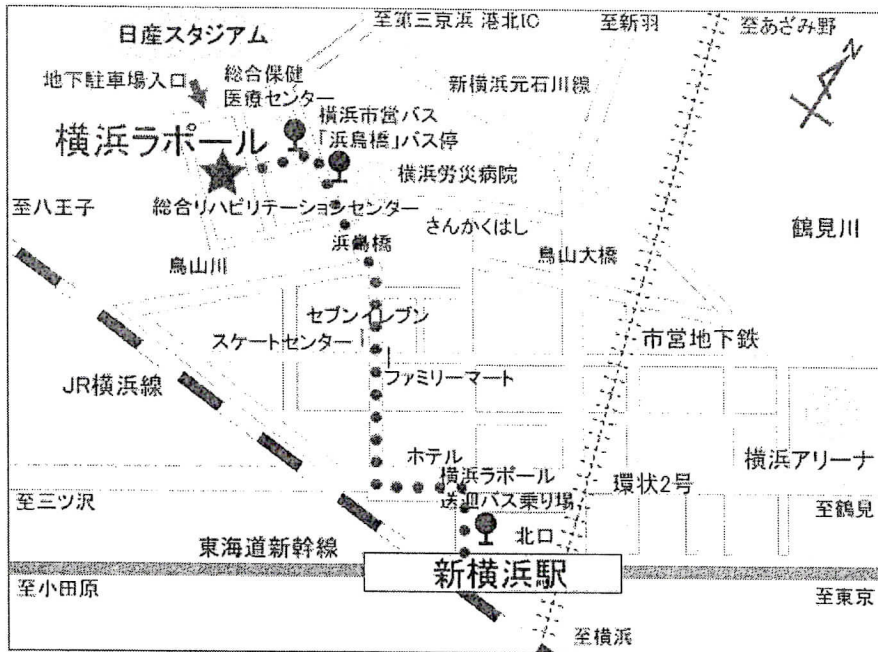 日産スタジアム
至第三京浜 港北IC
至新羽
至あざみ野
N
地下駐車場入口
総合保健
医療センター
新横浜元石川線
横浜市営バス
「浜鳥橋」バス停
横浜ラポール
横浜労災病院
至八王子
総合リハビリテーションセンター
さんかくはし
鶴見川
浜鳥橋
鳥山川
鳥山大橋
セブンイレブン
スケートセンター
市営地下鉄
ファミリーマート
JR横浜線
ホテル
横浜ラポール
送迎バス乗り場
横浜アリーナ
環状2号
至三ツ沢
至鶴見
北口
東海道新幹線
新横浜駅
至小田原
至東京
至横浜